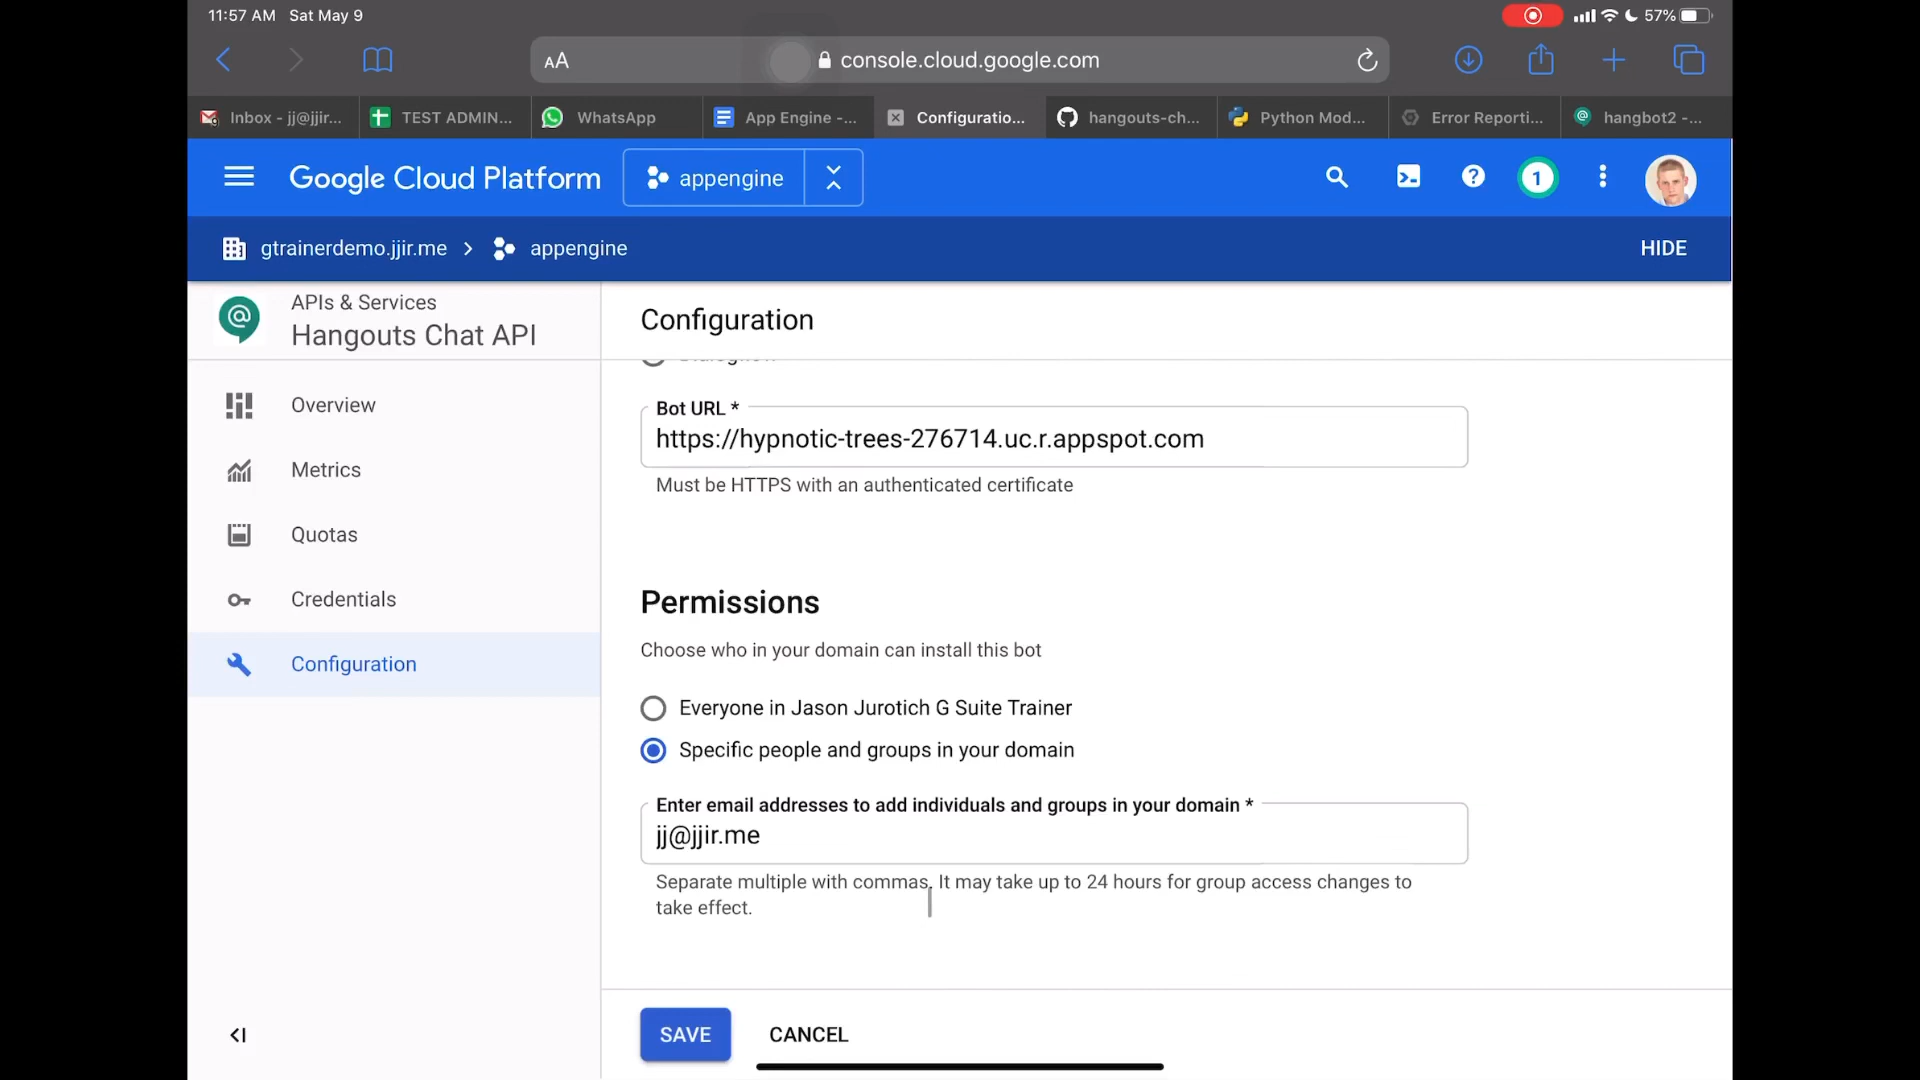 11:57 AM Sat May 9
57%
AA
console.cloud.google.com
Inbox - jj@jjir...
TEST ADMIN...
WhatsApp
App Engine -...
Configuratio...
hangouts-ch...
Python Mod...
Error Reporti...
hangbot2 -...
Google Cloud Platform
appengine
1
gtrainerdemo.jjir.me > appengine
HIDE
APIs & Services
Hangouts Chat API
Configuration
Overview
Metrics
Quotas
Credentials
Configuration
Bot URL *
https://hypnotic-trees-276714.uc.r.appspot.com
Must be HTTPS with an authenticated certificate
Permissions
Choose who in your domain can install this bot
Everyone in Jason Jurotich G Suite Trainer
Specific people and groups in your domain
Enter email addresses to add individuals and groups in your domain *
jj@jjir.me
Separate multiple with commas. It may take up to 24 hours for group access changes to
take effect.
SAVE
CANCEL